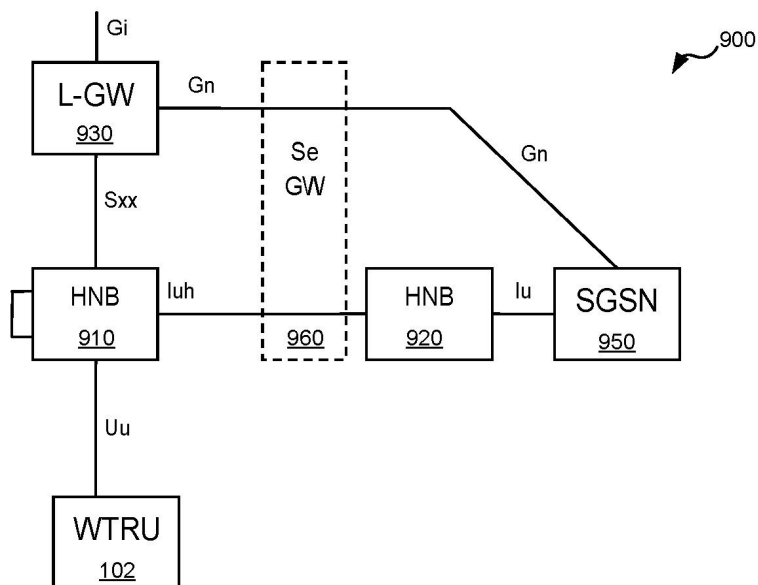 Gi
900
L-GW
930
Gn
Se
GW
Gn
Sxx
HNB
910
Iuh
960
HNB
920
Iu
SGSN
950
Uu
WTRU
102